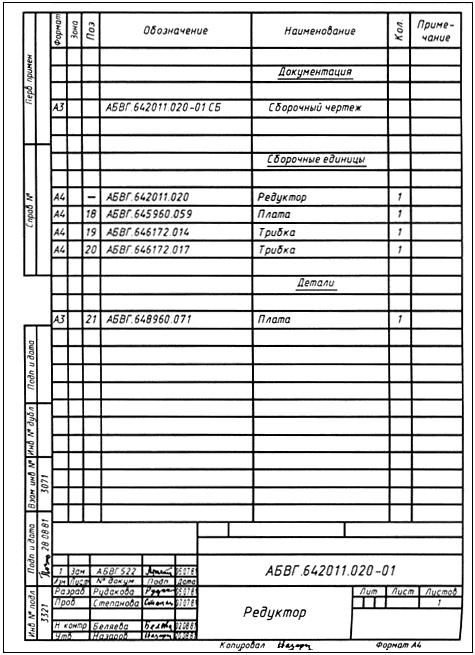 Перв примен
Справ №
Подп и дата
Инв № дубл
Взам инв № 3071
Подп и дата 28 08 81
Инв № подл 3321
Формат Зона Поз. Обозначение Наименование Кол. Приме-чание
Документация
А3 АБВГ.642011.020-01 СБ Сборочный чертеж
Сборочные единицы
А4 — АБВГ.642011.020 Редуктор 1
А4 18 АБВГ.645960.059 Плата 1
А4 19 АБВГ.646172.014 Трибка 1
А4 20 АБВГ.646172.017 Трибка 1
Детали
А3 21 АБВГ.648960.071 Плата 1
1 Зам АБВГ522
Изм Лист № докум Подп Дата
АБВГ.642011.020-01
Разраб Рудакова
Пров Степанова
Н контр Беляева
Утв Назаров
Редуктор
Лит Лист Листов
1
Копировал Формат А4